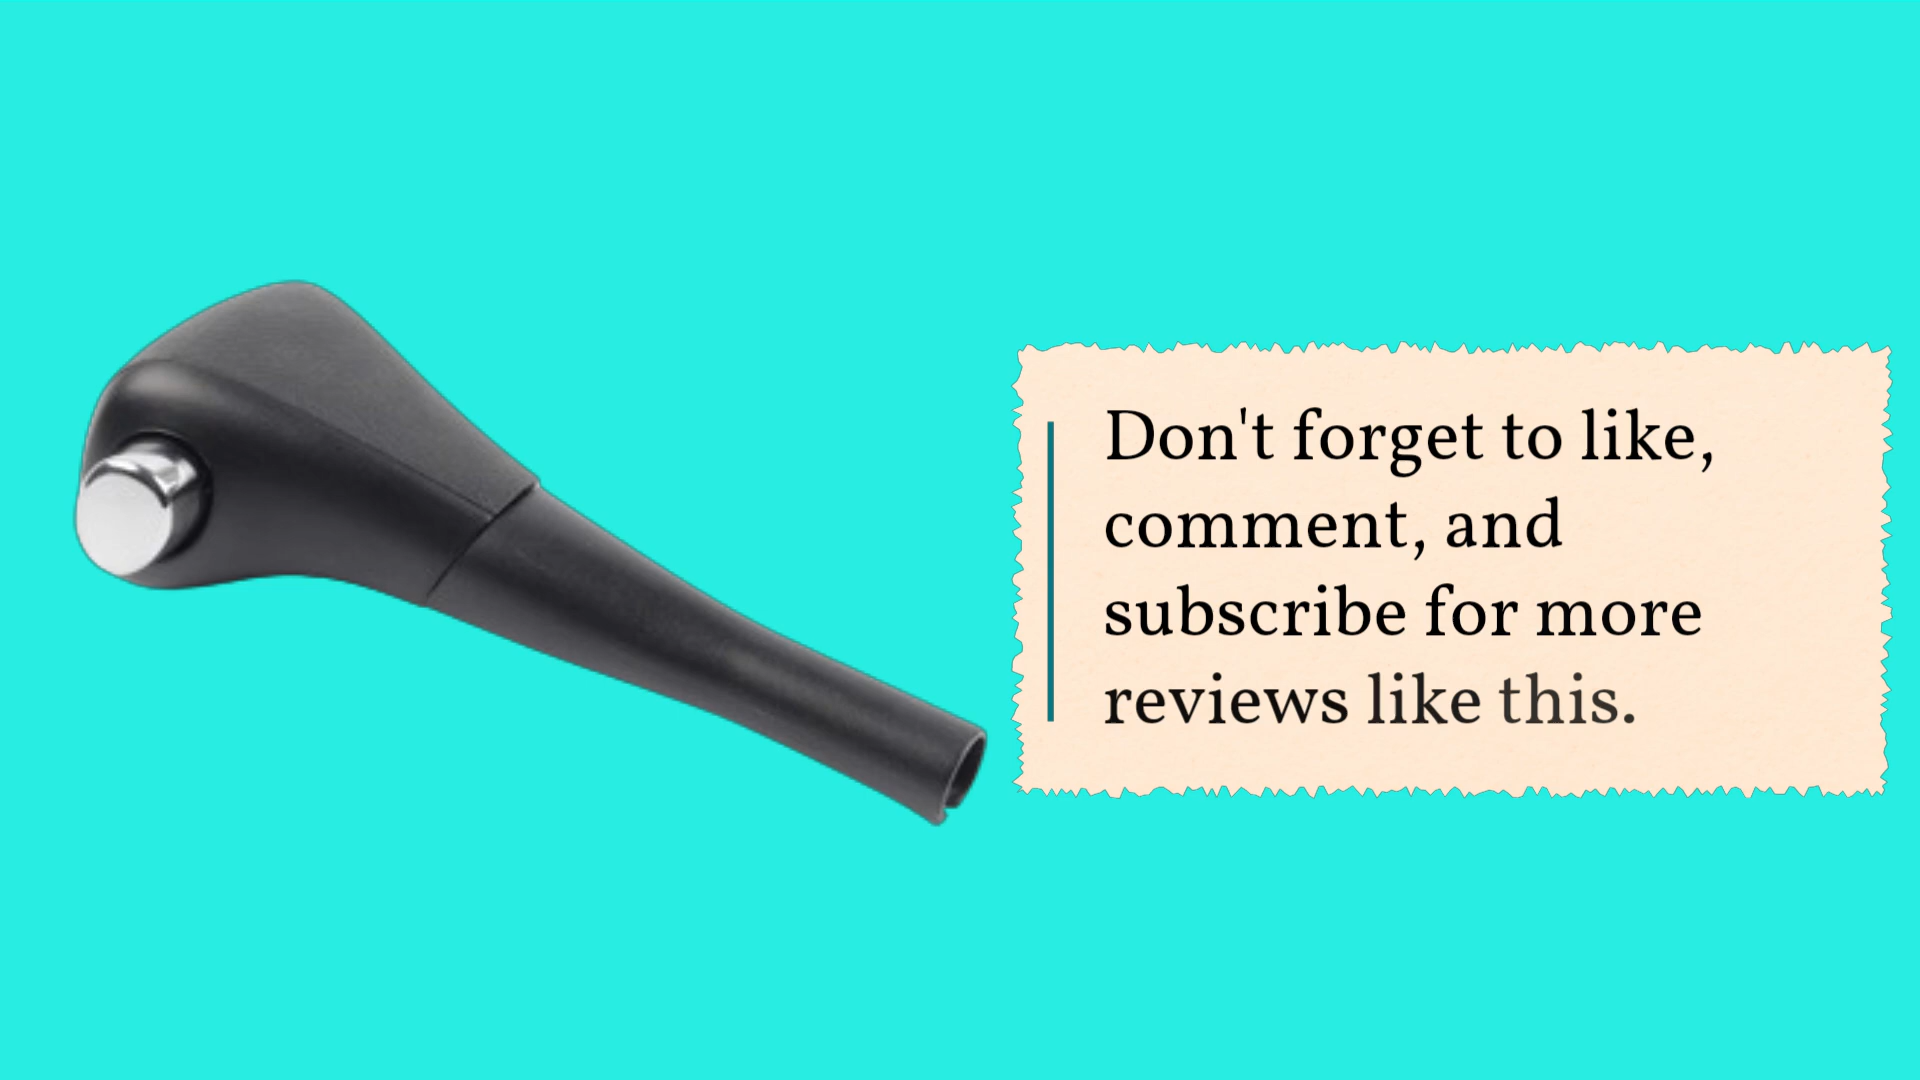 Don't forget to like,
comment, and
subscribe for more
reviews like this.